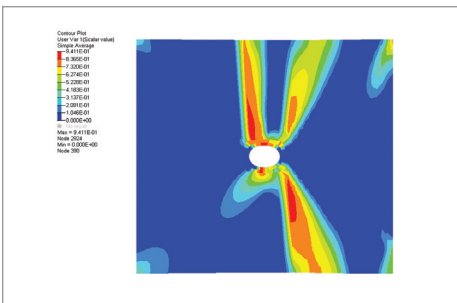 Contour Plot
User Var 1(Scalar value)
Simple Average
9.411E-01
8.365E-01
7.320E-01
6.274E-01
5.228E-01
4.183E-01
3.137E-01
2.091E-01
1.046E-01
0.000E+00
No result
Max = 9.411E-01
Node 2924
Min = 0.000E+00
Node 390